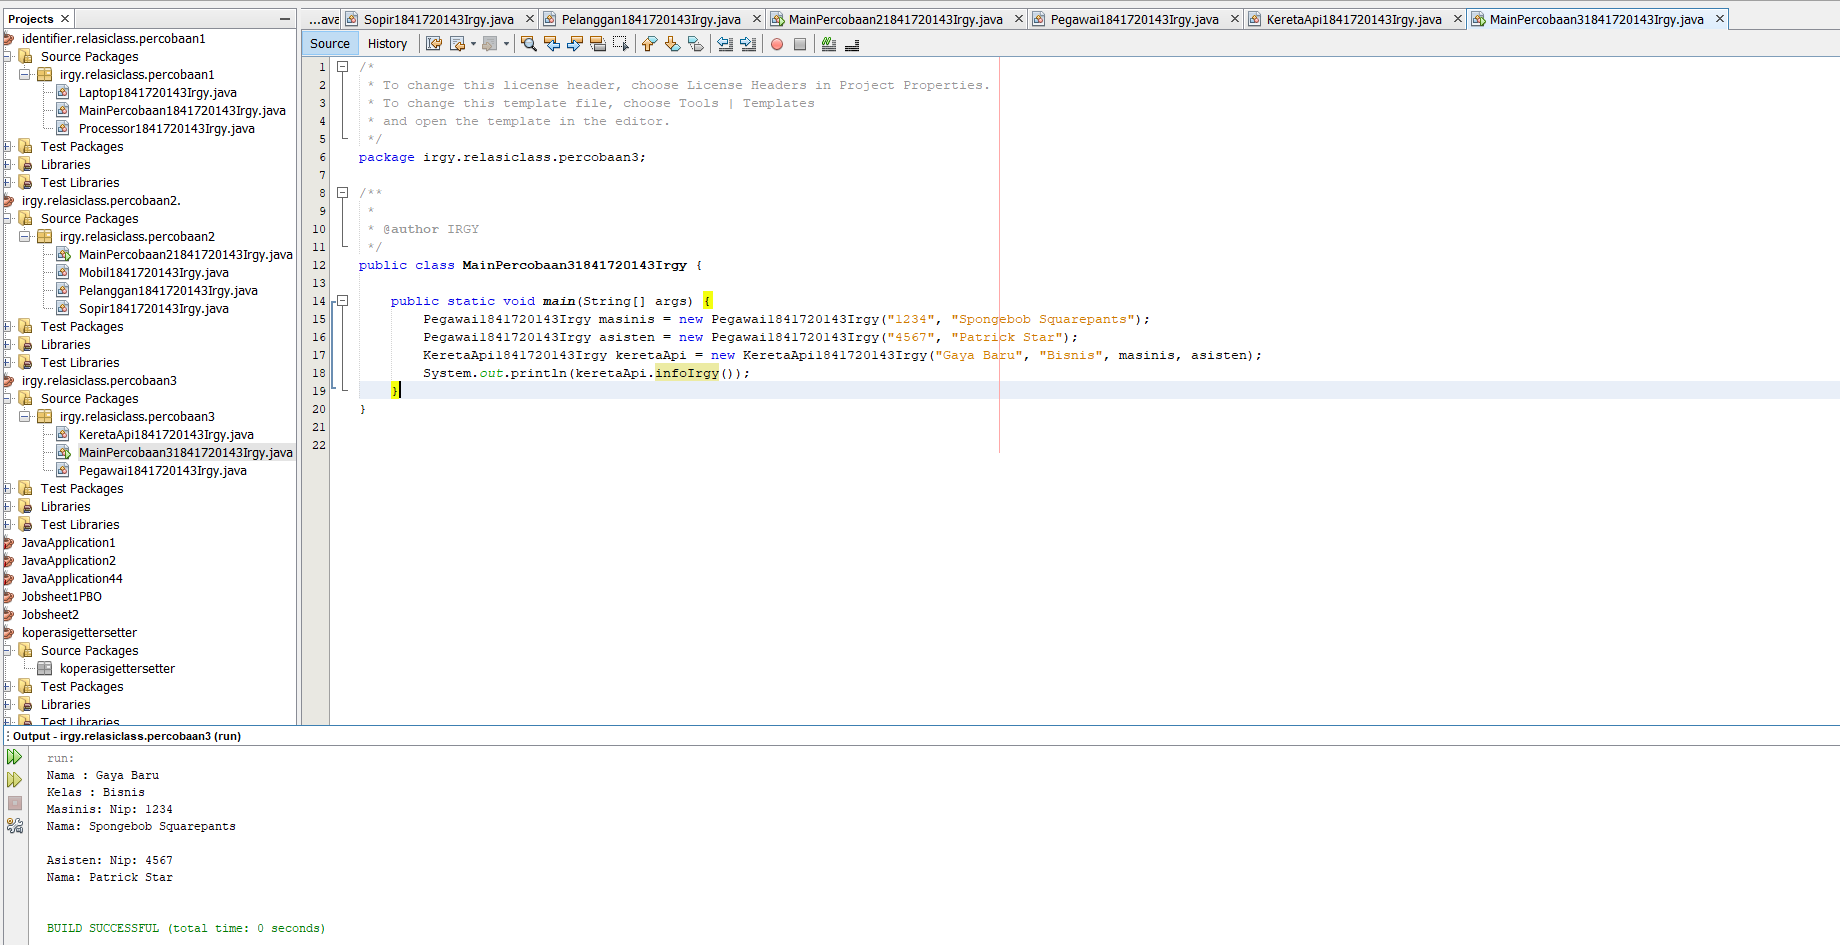 Projects
identifier.relasiclass.percobaan1
Source Packages
irgy.relasiclass.percobaan1
Laptop1841720143Irgy.java
MainPercobaan1841720143Irgy.java
Processor1841720143Irgy.java
Test Packages
Libraries
Test Libraries
irgy.relasiclass.percobaan2.
Source Packages
irgy.relasiclass.percobaan2
MainPercobaan21841720143Irgy.java
Mobil1841720143Irgy.java
Pelanggan1841720143Irgy.java
Sopir1841720143Irgy.java
Test Packages
Libraries
Test Libraries
irgy.relasiclass.percobaan3
Source Packages
irgy.relasiclass.percobaan3
KeretaApi1841720143Irgy.java
MainPercobaan31841720143Irgy.java
Pegawai1841720143Irgy.java
Test Packages
Libraries
Test Libraries
JavaApplication1
JavaApplication2
JavaApplication44
Jobsheet1PBO
Jobsheet2
koperasigettersetter
Source Packages
koperasigettersetter
Test Packages
Libraries
Test Libraries
...ava Sopir1841720143Irgy.java Pelanggan1841720143Irgy.java MainPercobaan21841720143Irgy.java Pegawai1841720143Irgy.java KeretaApi1841720143Irgy.java MainPercobaan31841720143Irgy.java
Source History
1 /*
2 * To change this license header, choose License Headers in Project Properties.
3 * To change this template file, choose Tools | Templates
4 * and open the template in the editor.
5 */
6 package irgy.relasiclass.percobaan3;
7
8 /**
9 *
10 * @author IRGY
11 */
12 public class MainPercobaan31841720143Irgy {
13
14 public static void main(String[] args) {
15 Pegawai1841720143Irgy masinis = new Pegawai1841720143Irgy("1234", "Spongebob Squarepants");
16 Pegawai1841720143Irgy asisten = new Pegawai1841720143Irgy("4567", "Patrick Star");
17 KeretaApi1841720143Irgy keretaApi = new KeretaApi1841720143Irgy("Gaya Baru", "Bisnis", masinis, asisten);
18 System.out.println(keretaApi.infoIrgy());
19 }
20 }
21
22
Output - irgy.relasiclass.percobaan3 (run)
run:
Nama : Gaya Baru
Kelas : Bisnis
Masinis: Nip: 1234
Nama: Spongebob Squarepants
Asisten: Nip: 4567
Nama: Patrick Star
BUILD SUCCESSFUL (total time: 0 seconds)